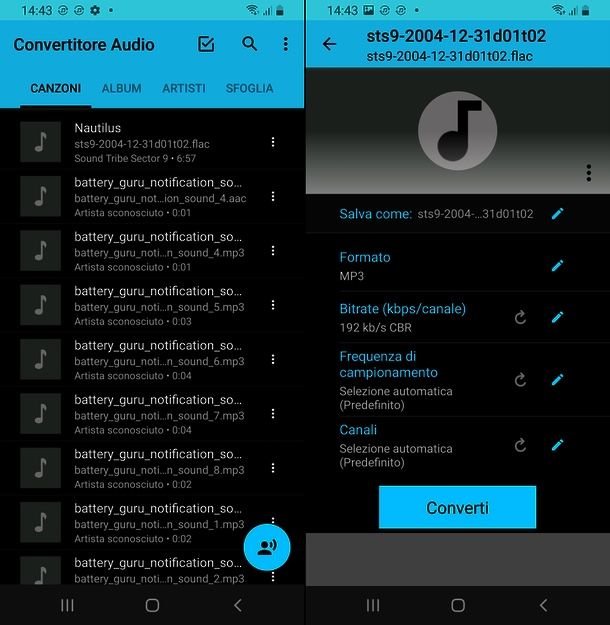 14:43
Convertitore Audio
CANZONI ALBUM ARTISTI SFOGLIA
Nautilus
sts9-2004-12-31d01t02.flac
Sound Tribe Sector 9 • 6:57
battery_guru_notification_so...
battery_guru_not...ion_sound_4.aac
Artista sconosciuto • 0:01
battery_guru_notification_so...
battery_guru_noti...n_sound_4.mp3
Artista sconosciuto • 0:01
battery_guru_notification_so...
battery_guru_noti...n_sound_5.mp3
Artista sconosciuto • 0:03
battery_guru_notification_so...
battery_guru_noti...n_sound_6.mp3
Artista sconosciuto • 0:04
battery_guru_notification_so...
battery_guru_noti...n_sound_7.mp3
Artista sconosciuto • 0:04
battery_guru_notification_so...
battery_guru_noti...n_sound_8.mp3
Artista sconosciuto • 0:02
battery_guru_notification_so...
battery_guru_noti...n_sound_1.mp3
Artista sconosciuto • 0:02
battery_guru_notification_so...
battery_guru_noti...n_sound_2.mp3
14:43
sts9-2004-12-31d01t02
sts9-2004-12-31d01t02.flac
Salva come: sts9-2004-...31d01t02
Formato
MP3
Bitrate (kbps/canale)
192 kb/s CBR
Frequenza di
campionamento
Selezione automatica
(Predefinito)
Canali
Selezione automatica
(Predefinito)
Converti